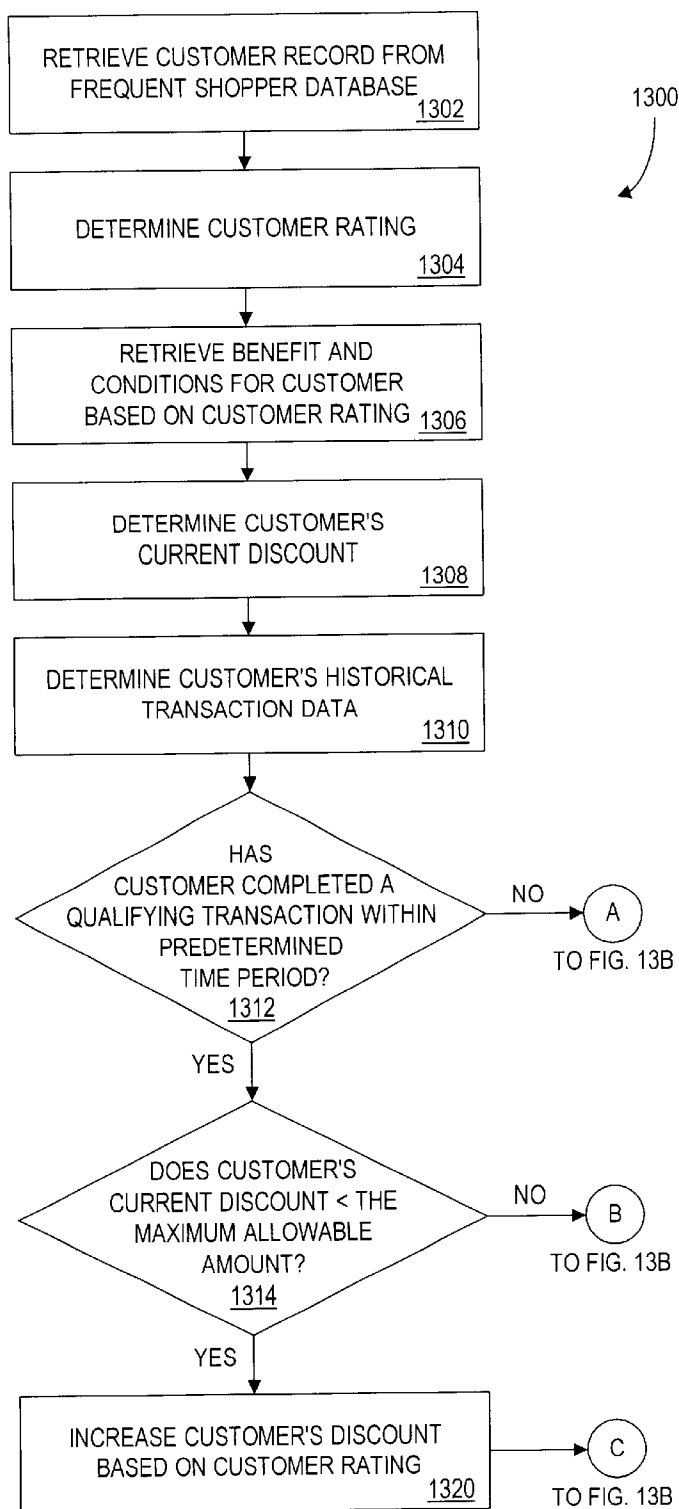 RETRIEVE CUSTOMER RECORD FROM
FREQUENT SHOPPER DATABASE
1302
1300
DETERMINE CUSTOMER RATING
1304
RETRIEVE BENEFIT AND
CONDITIONS FOR CUSTOMER
BASED ON CUSTOMER RATING
1306
DETERMINE CUSTOMER'S
CURRENT DISCOUNT
1308
DETERMINE CUSTOMER'S HISTORICAL
TRANSACTION DATA
1310
HAS
CUSTOMER COMPLETED A
QUALIFYING TRANSACTION WITHIN
PREDETERMINED
TIME PERIOD?
1312
NO
A
TO FIG. 13B
YES
DOES CUSTOMER'S
CURRENT DISCOUNT < THE
MAXIMUM ALLOWABLE
AMOUNT?
1314
NO
B
TO FIG. 13B
YES
INCREASE CUSTOMER'S DISCOUNT
BASED ON CUSTOMER RATING
1320
C
TO FIG. 13B